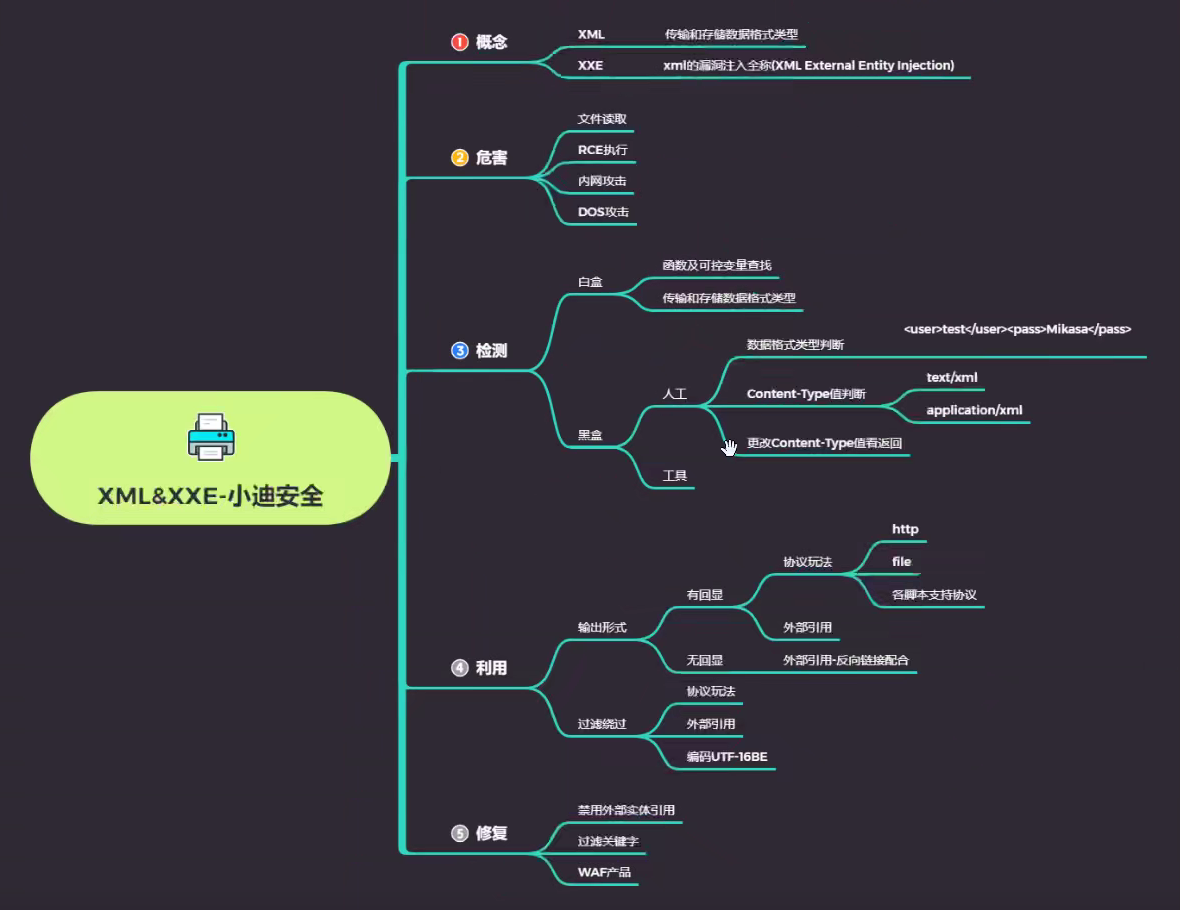 XML&XXE-小迪安全
1 概念
XML 传输和存储数据格式类型
XXE xml的漏洞注入全称(XML External Entity Injection)
2 危害
文件读取
RCE执行
内网攻击
DOS攻击
3 检测
白盒
函数及可控变量查找
传输和存储数据格式类型
黑盒
人工
数据格式类型判断
<user>test</user><pass>Mikasa</pass>
Content-Type值判断
text/xml
application/xml
更改Content-Type值看返回
工具
4 利用
输出形式
有回显
协议玩法
http
file
各脚本支持协议
外部引用
无回显 外部引用-反向链接配合
过滤绕过
协议玩法
外部引用
编码UTF-16BE
5 修复
禁用外部实体引用
过滤关键字
WAF产品